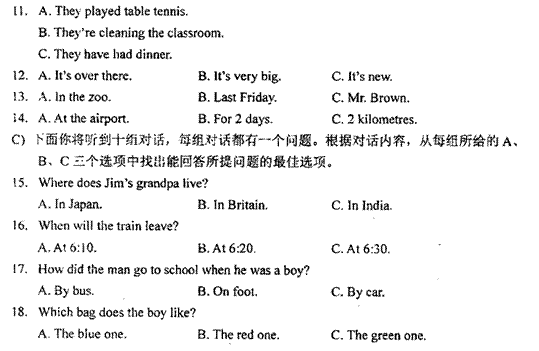 11. A. They played table tennis.
B. They're cleaning the classroom.
C. They have had dinner.
12. A. It's over there. B. It's very big. C. It's new.
13. A. In the zoo. B. Last Friday. C. Mr. Brown.
14. A. At the airport. B. For 2 days. C. 2 kilometres.
C) 下面你将听到十组对话，每组对话都有一个问题。根据对话内容，从每组所给的 A、
B、C 三个选项中找出能回答所提问题的最佳选项。
15. Where does Jim's grandpa live?
A. In Japan. B. In Britain. C. In India.
16. When will the train leave?
A. At 6:10. B. At 6:20. C. At 6:30.
17. How did the man go to school when he was a boy?
A. By bus. B. On foot. C. By car.
18. Which bag does the boy like?
A. The blue one. B. The red one. C. The green one.